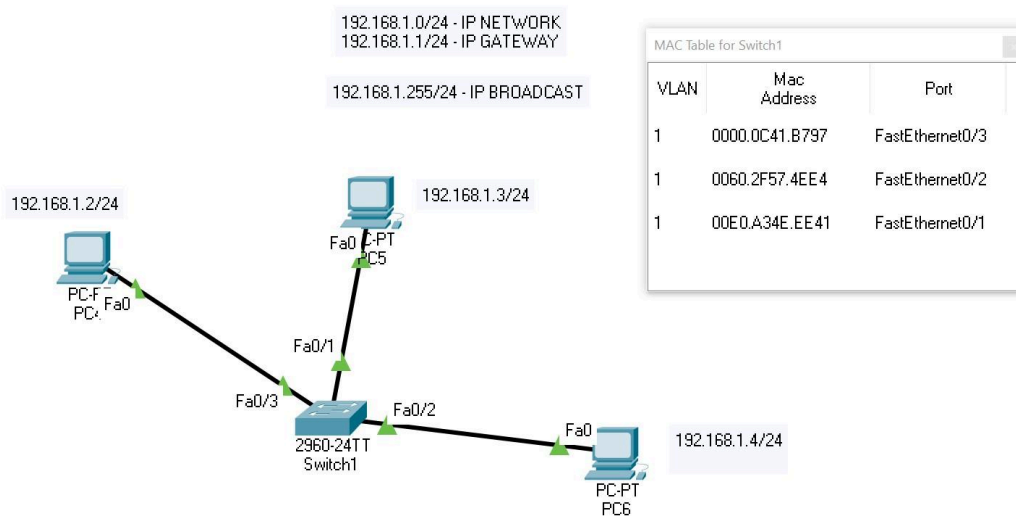 192.168.1.0/24 - IP NETWORK
192.168.1.1/24 - IP GATEWAY
192.168.1.255/24 - IP BROADCAST
MAC Table for Switch1
VLAN Mac Address Port
1 0000.0C41.B797 FastEthernet0/3
1 0060.2F57.4EE4 FastEthernet0/2
1 00E0.A34E.EE41 FastEthernet0/1
192.168.1.2/24
192.168.1.3/24
Fa0
PC5
Fa0
Fa0/1
Fa0/3
Fa0/2
Fa0
192.168.1.4/24
2960-24TT
Switch1
PC-PT
PC6